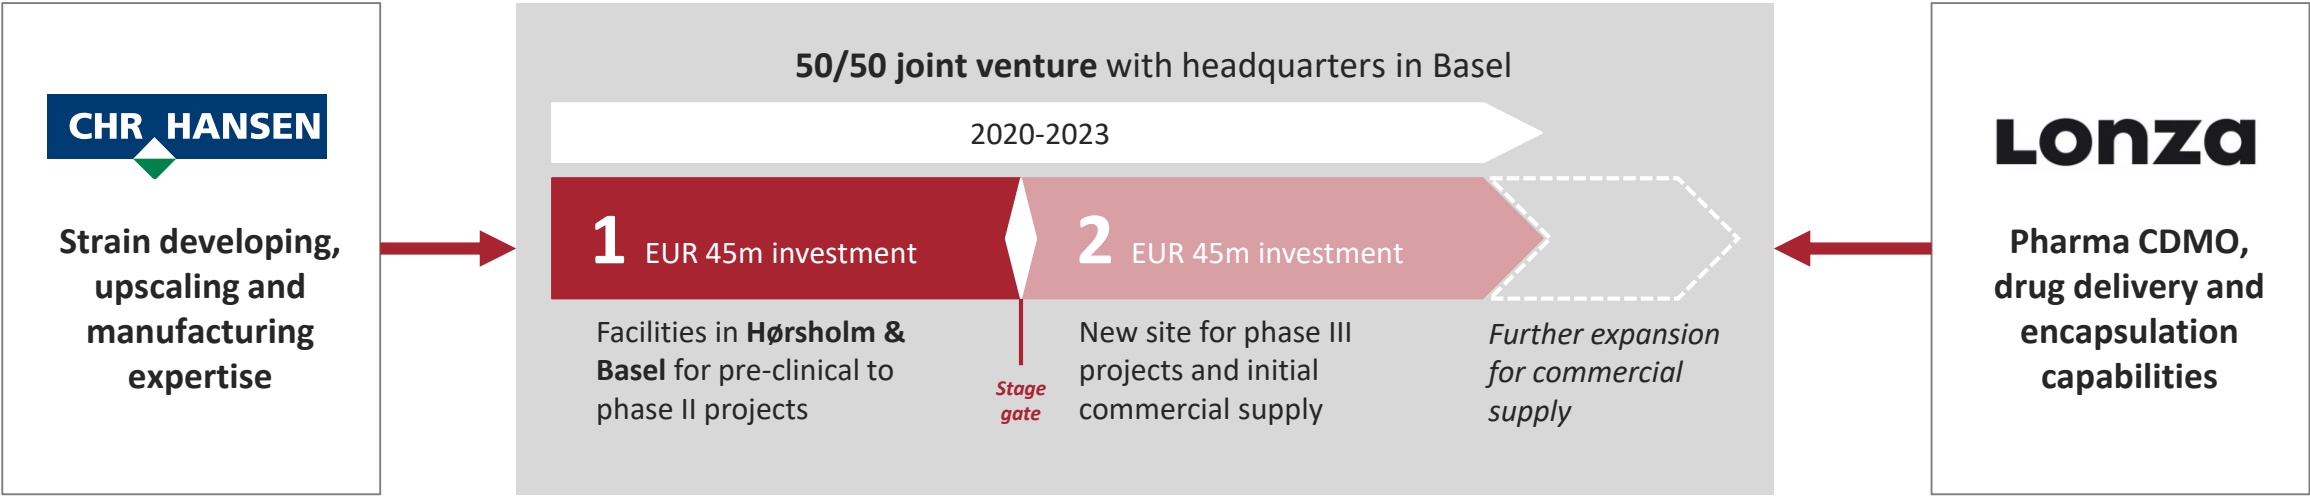 CHR HANSEN
Strain developing,
upscaling and
manufacturing
expertise
50/50 joint venture with headquarters in Basel
2020-2023
1 EUR 45m investment
2 EUR 45m investment
Facilities in Hørsholm &
Basel for pre-clinical to
phase II projects
Stage
gate
New site for phase III
projects and initial
commercial supply
Further expansion
for commercial
supply
Lonza
Pharma CDMO,
drug delivery and
encapsulation
capabilities